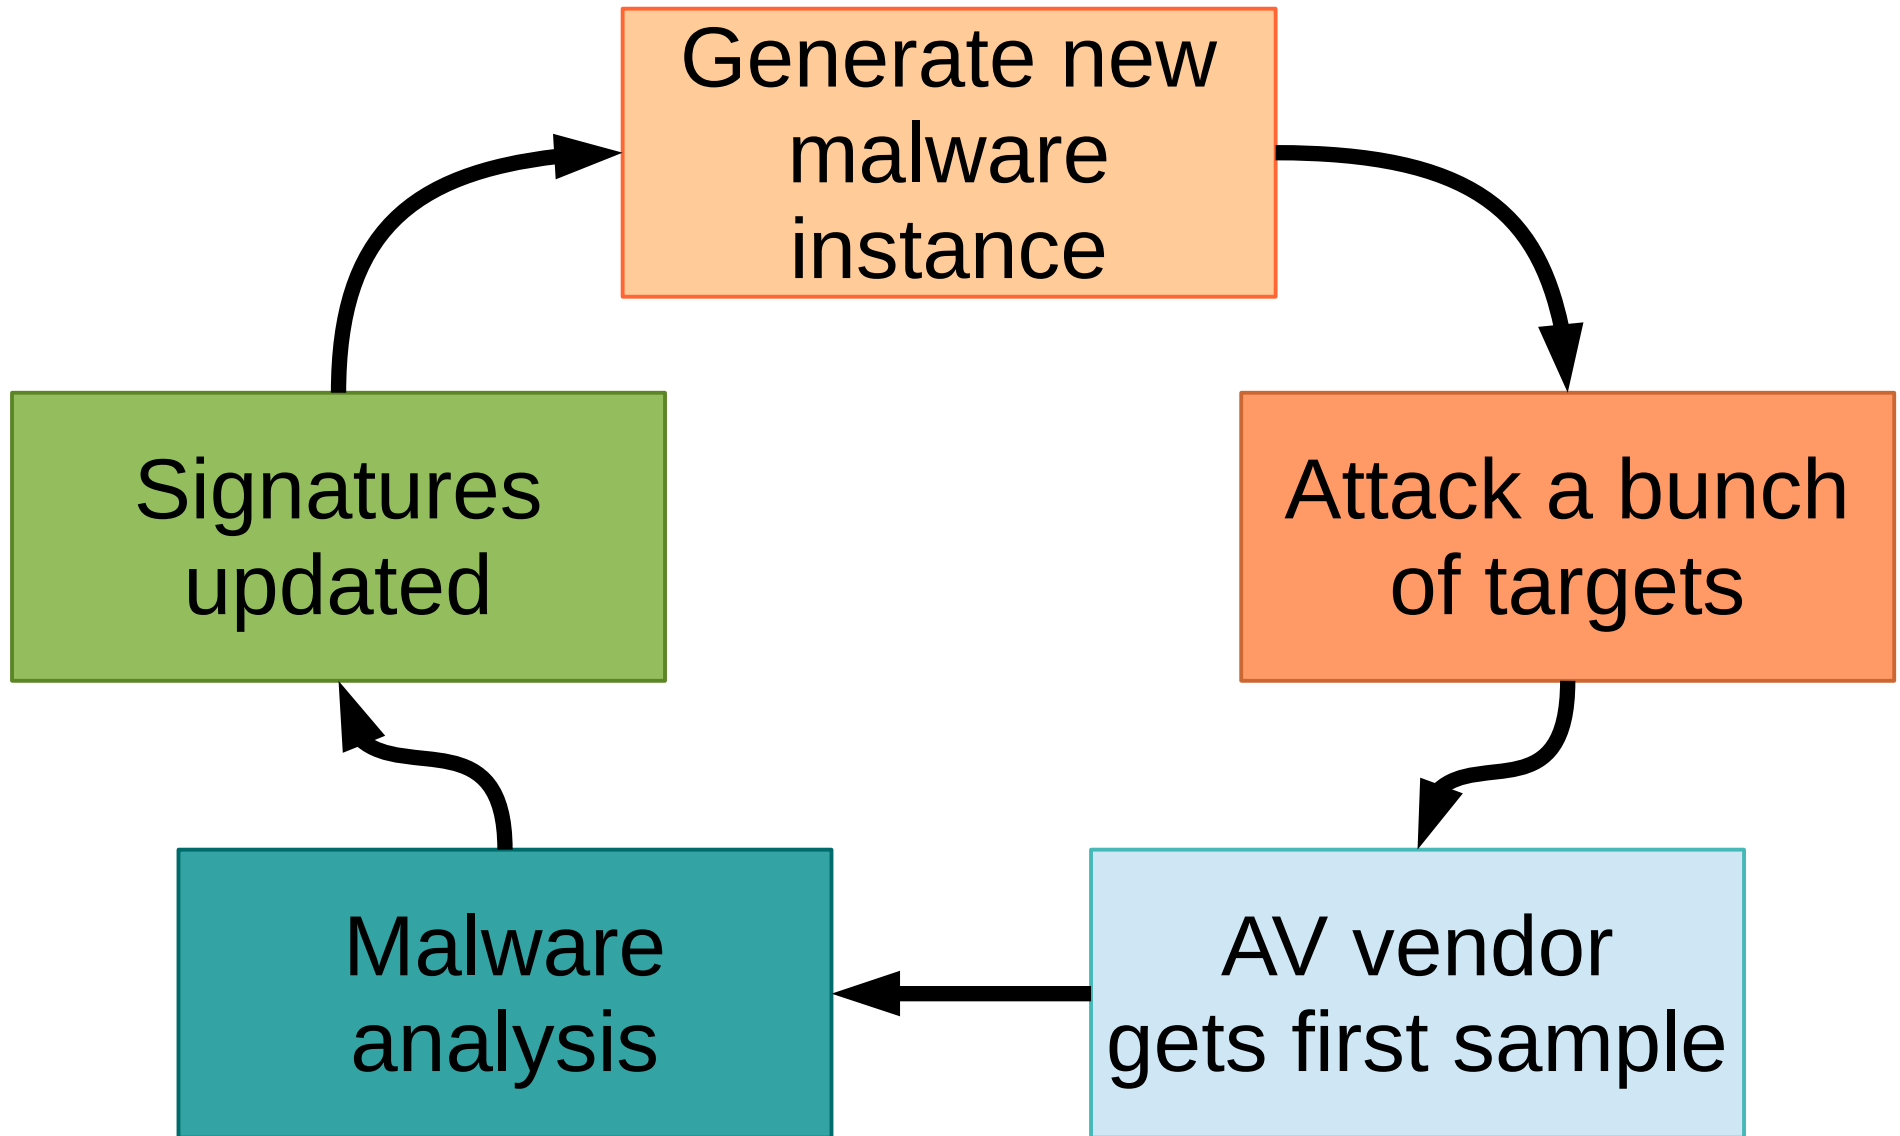 Generate new
malware
instance
Attack a bunch
of targets
AV vendor
gets first sample
Malware
analysis
Signatures
updated